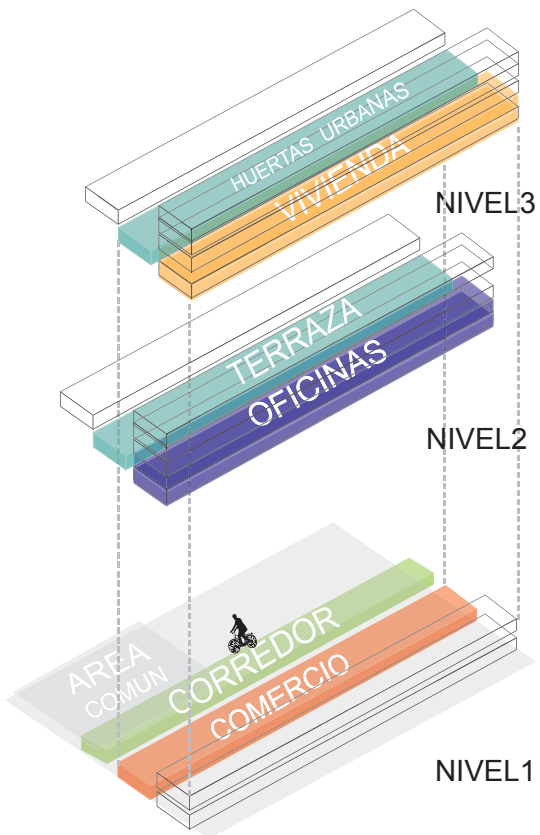 HUERTAS URBANAS
VIVIENDA
NIVEL3
TERRAZA
OFICINAS
NIVEL2
AREA
COMUN
CORREDOR
COMERCIO
NIVEL1